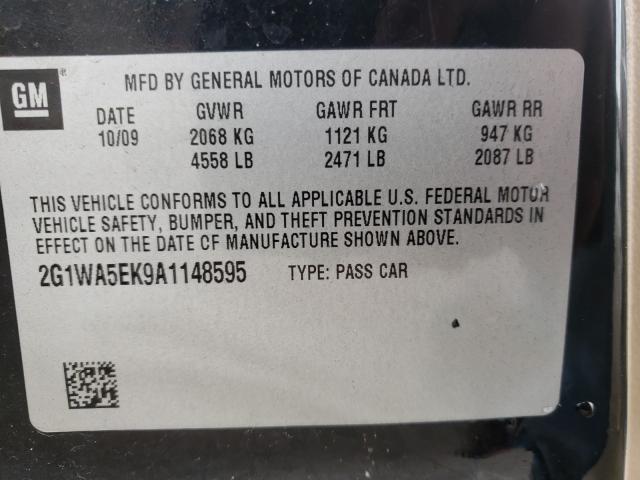 GM®
MFD BY GENERAL MOTORS OF CANADA LTD.
DATE GVWR GAWR FRT GAWR RR
10/09 2068 KG 1121 KG 947 KG
4558 LB 2471 LB 2087 LB
THIS VEHICLE CONFORMS TO ALL APPLICABLE U.S. FEDERAL MOTOR
VEHICLE SAFETY, BUMPER, AND THEFT PREVENTION STANDARDS IN
EFFECT ON THE DATE OF MANUFACTURE SHOWN ABOVE.
2G1WA5EK9A1148595 TYPE: PASS CAR